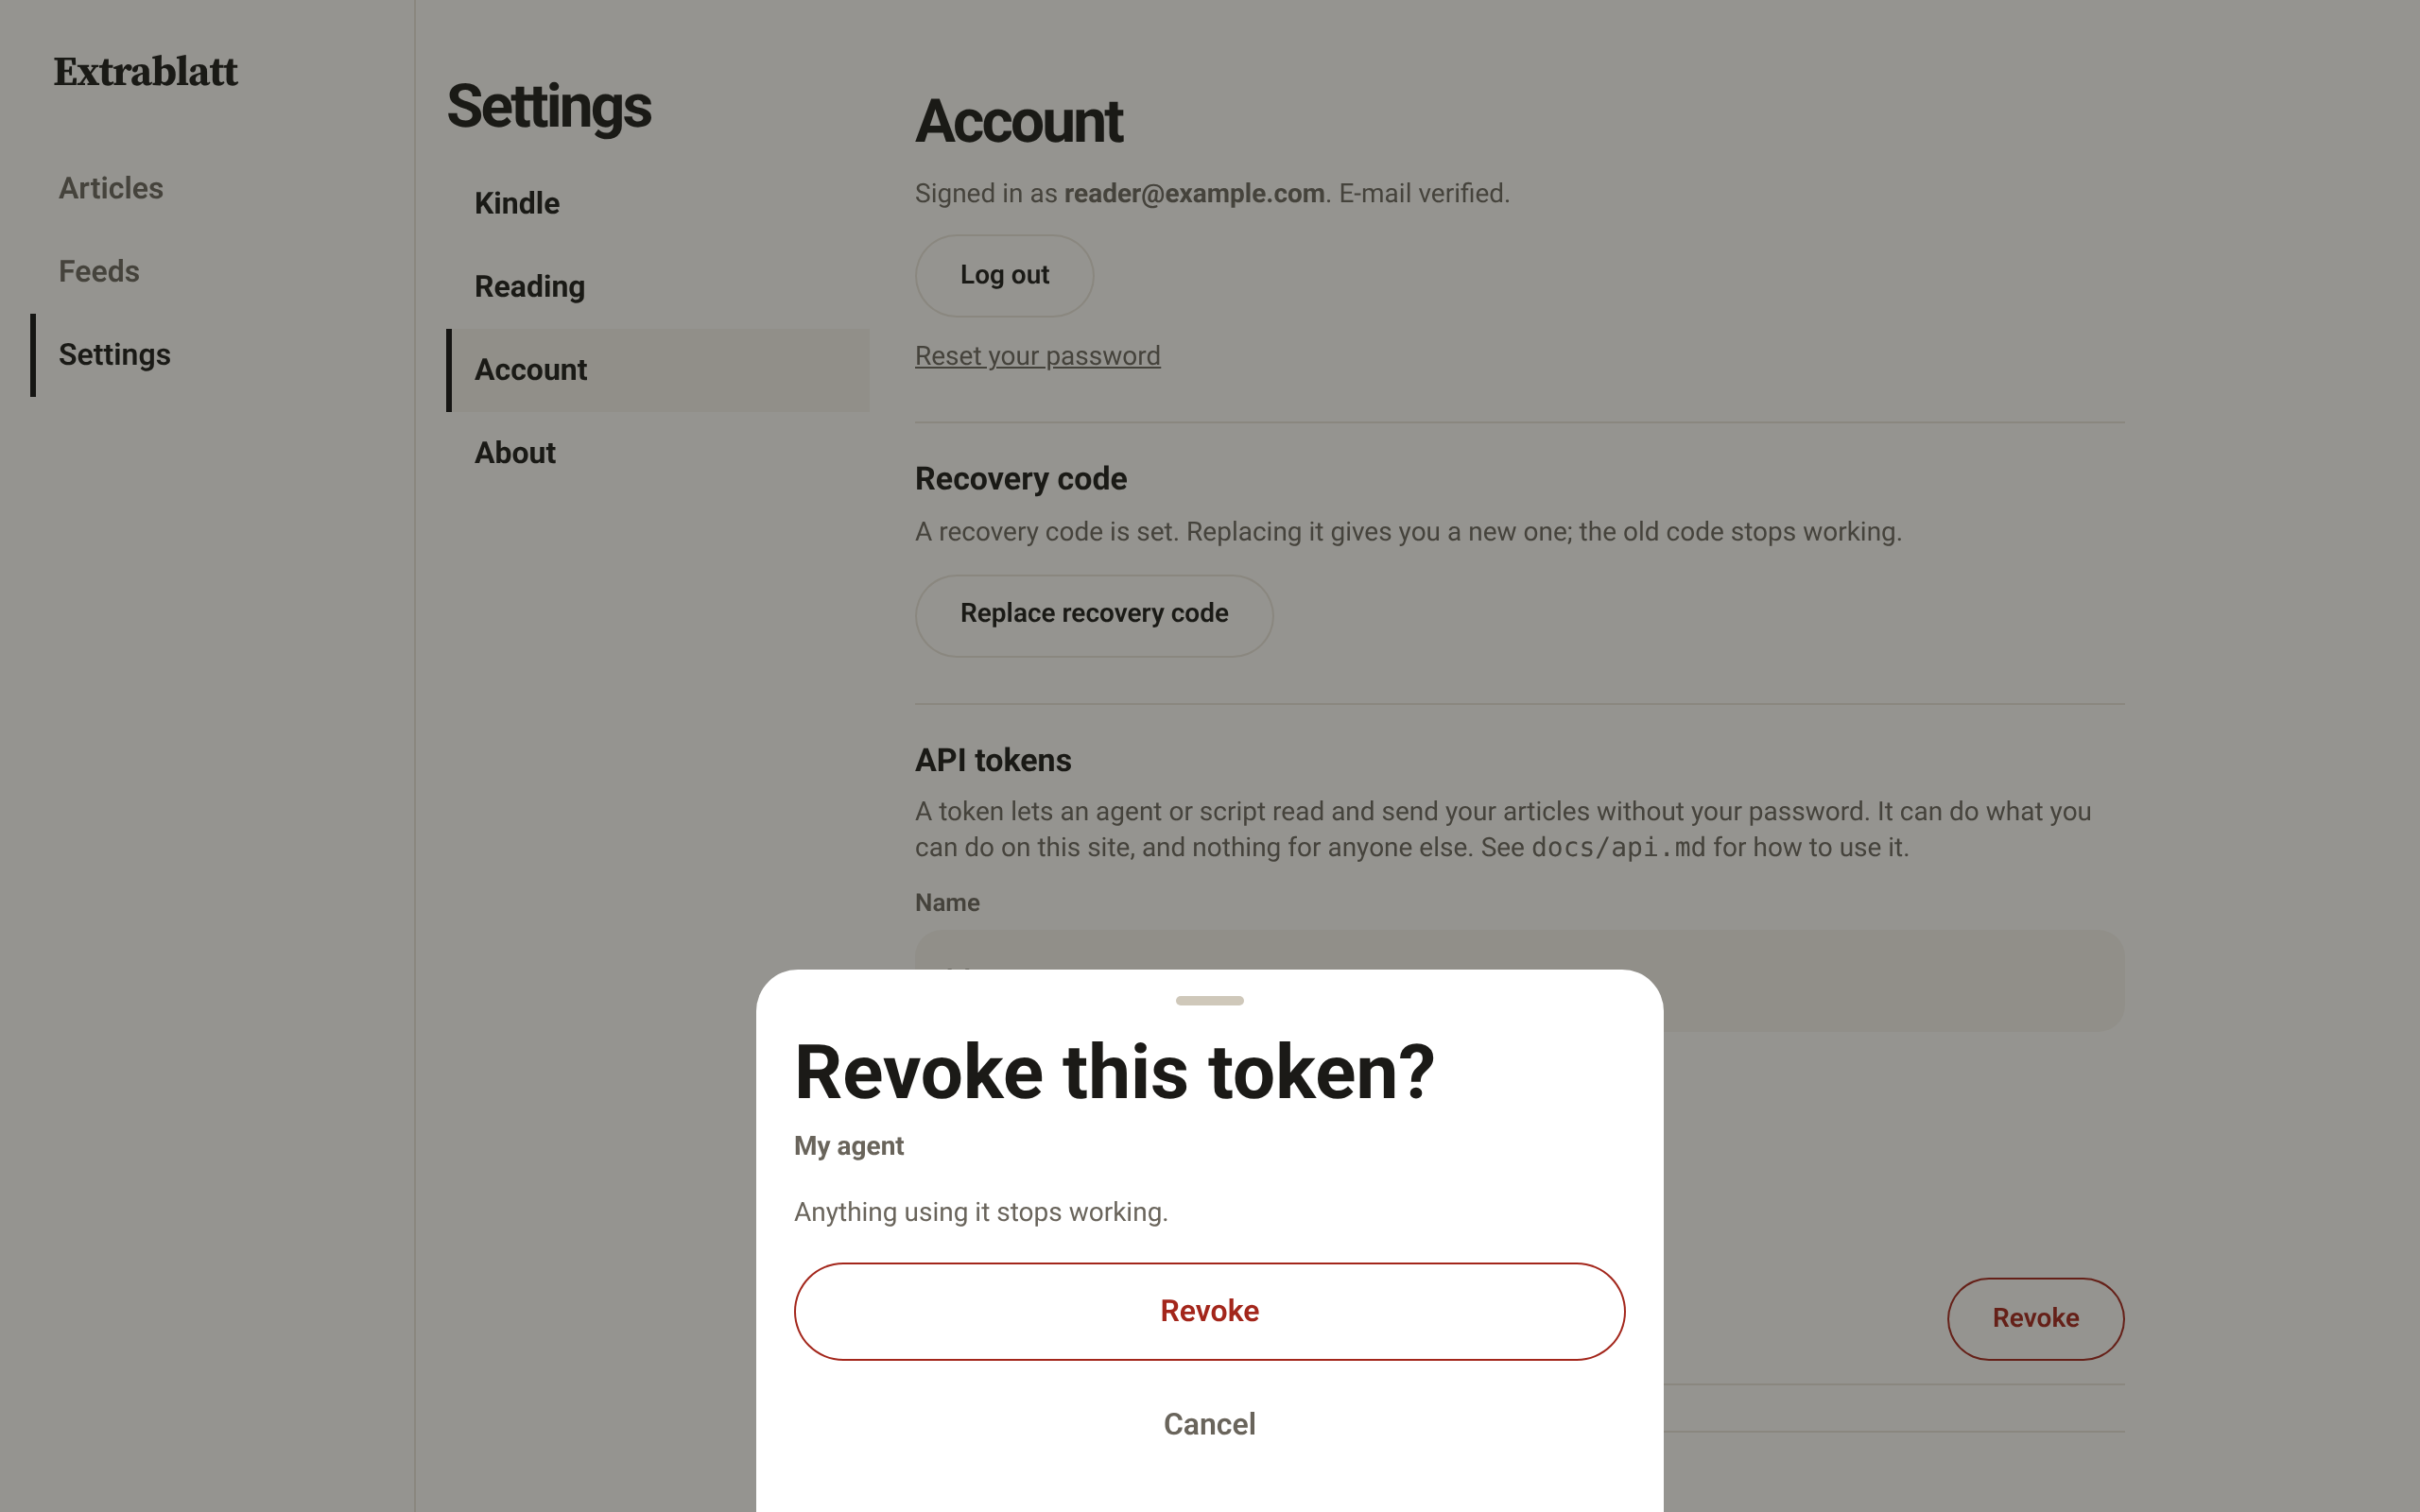 Extrablatt
Articles
Feeds
Settings
Settings
Kindle
Reading
Account
About
Account
Signed in as reader@example.com. E-mail verified.
Log out
Reset your password
Recovery code
A recovery code is set. Replacing it gives you a new one; the old code stops working.
Replace recovery code
API tokens
A token lets an agent or script read and send your articles without your password. It can do what you
can do on this site, and nothing for anyone else. See docs/api.md for how to use it.
Name
Revoke this token?
My agent
Anything using it stops working.
Revoke
Cancel
Revoke